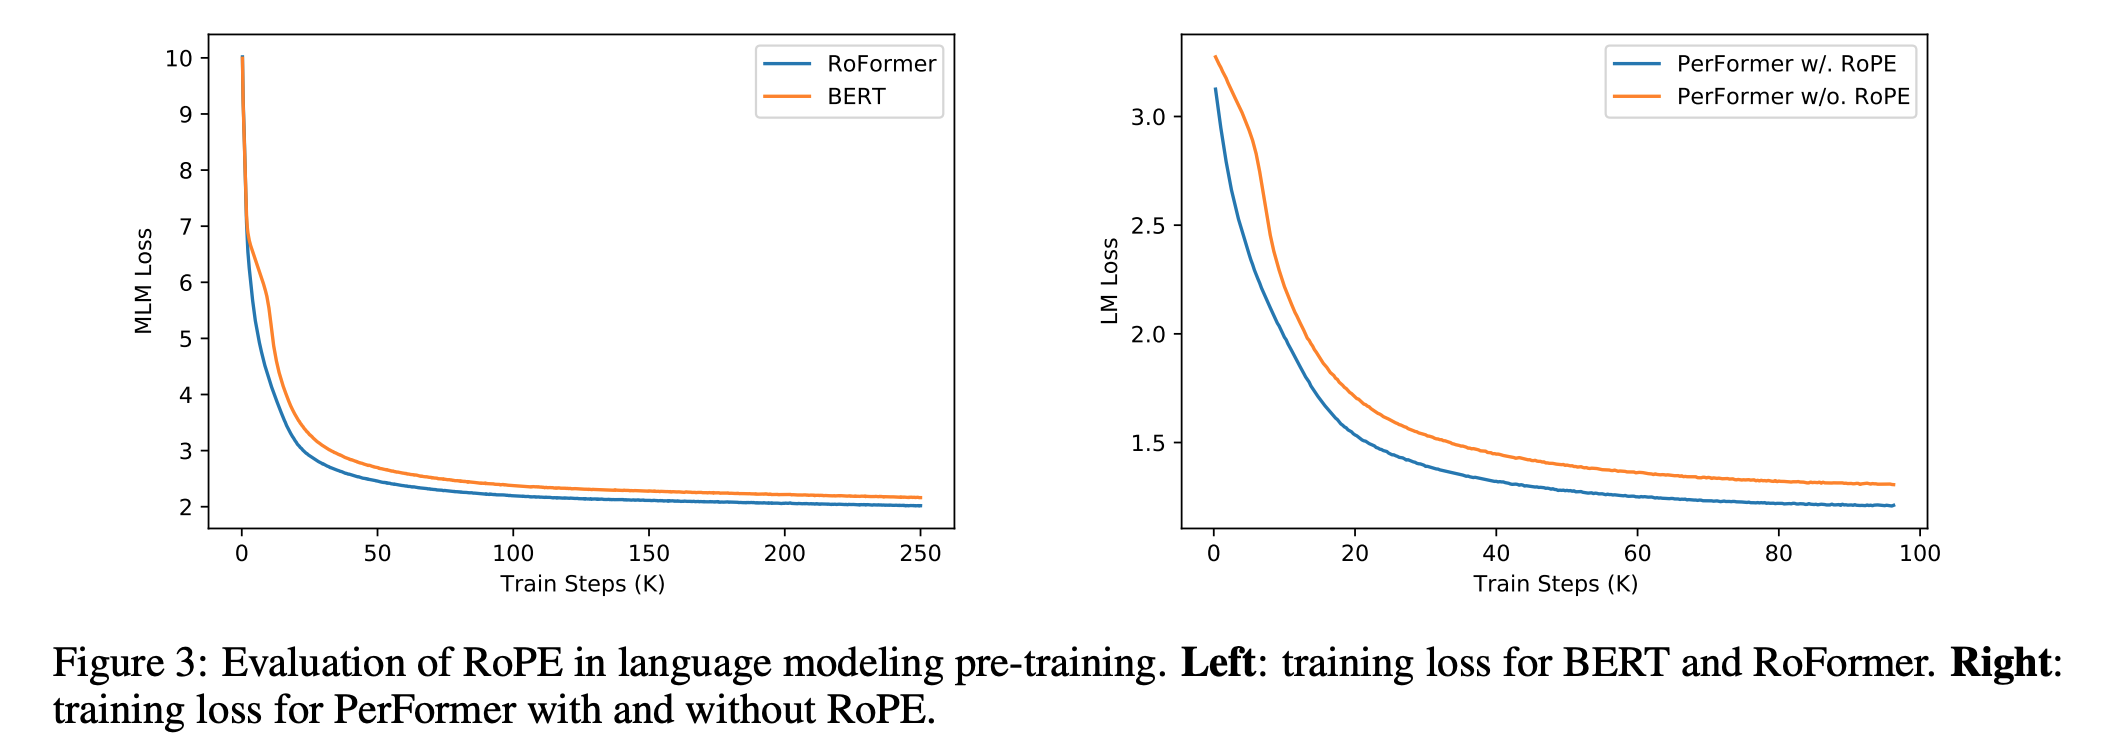 10
9
8
7
6
5
4
3
2
MLM Loss
0 50 100 150 200 250
Train Steps (K)
RoFormer
BERT
3.0
2.5
2.0
1.5
LM Loss
0 20 40 60 80 100
Train Steps (K)
PerFormer w/. RoPE
PerFormer w/o. RoPE
Figure 3: Evaluation of RoPE in language modeling pre-training. Left: training loss for BERT and RoFormer. Right:
training loss for PerFormer with and without RoPE.